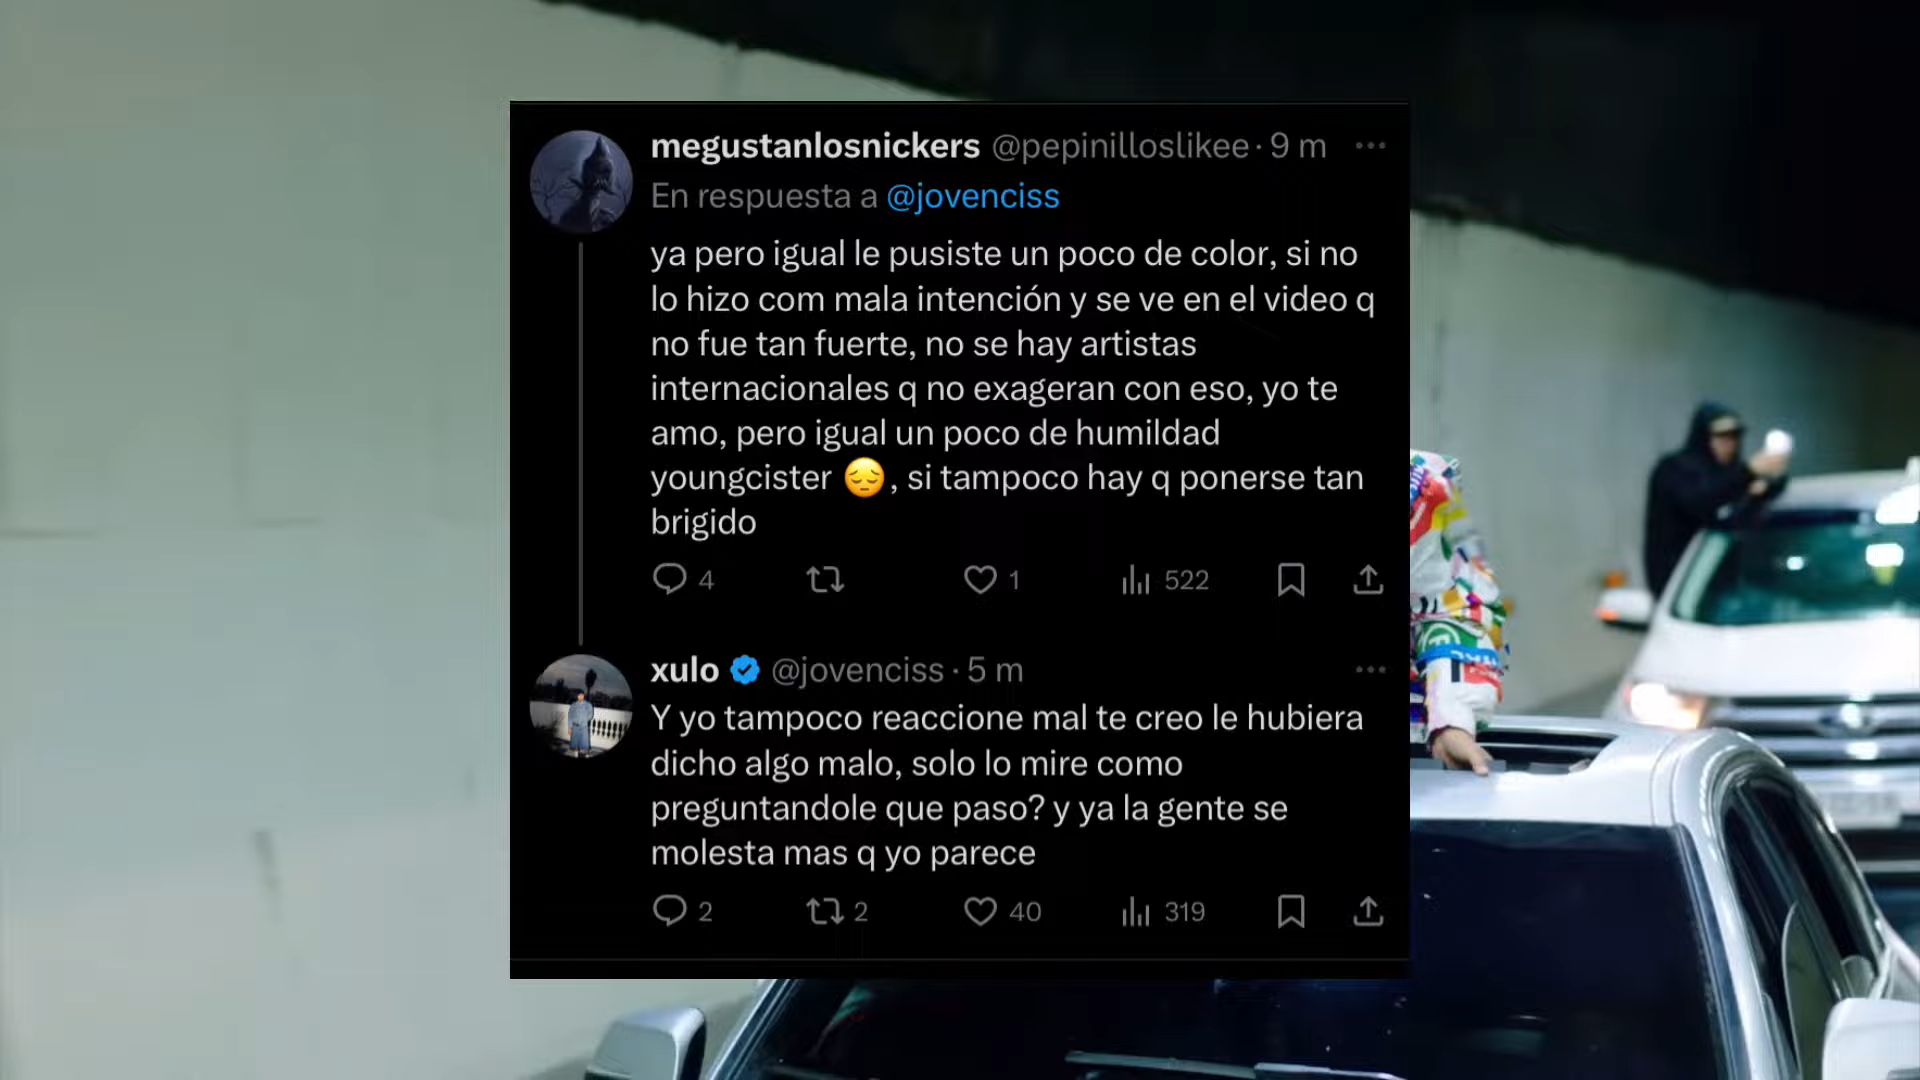 megustanlosnickers @pepinilloslikee · 9 m
En respuesta a @jovenciss
ya pero igual le pusiste un poco de color, si no
lo hizo com mala intención y se ve en el video q
no fue tan fuerte, no se hay artistas
internacionales q no exageran con eso, yo te
amo, pero igual un poco de humildad
youngcister 😔, si tampoco hay q ponerse tan
brigido
4 1 522
xulo @jovenciss · 5 m
Y yo tampoco reaccione mal te creo le hubiera
dicho algo malo, solo lo mire como
preguntandole que paso? y ya la gente se
molesta mas q yo parece
2 2 40 319